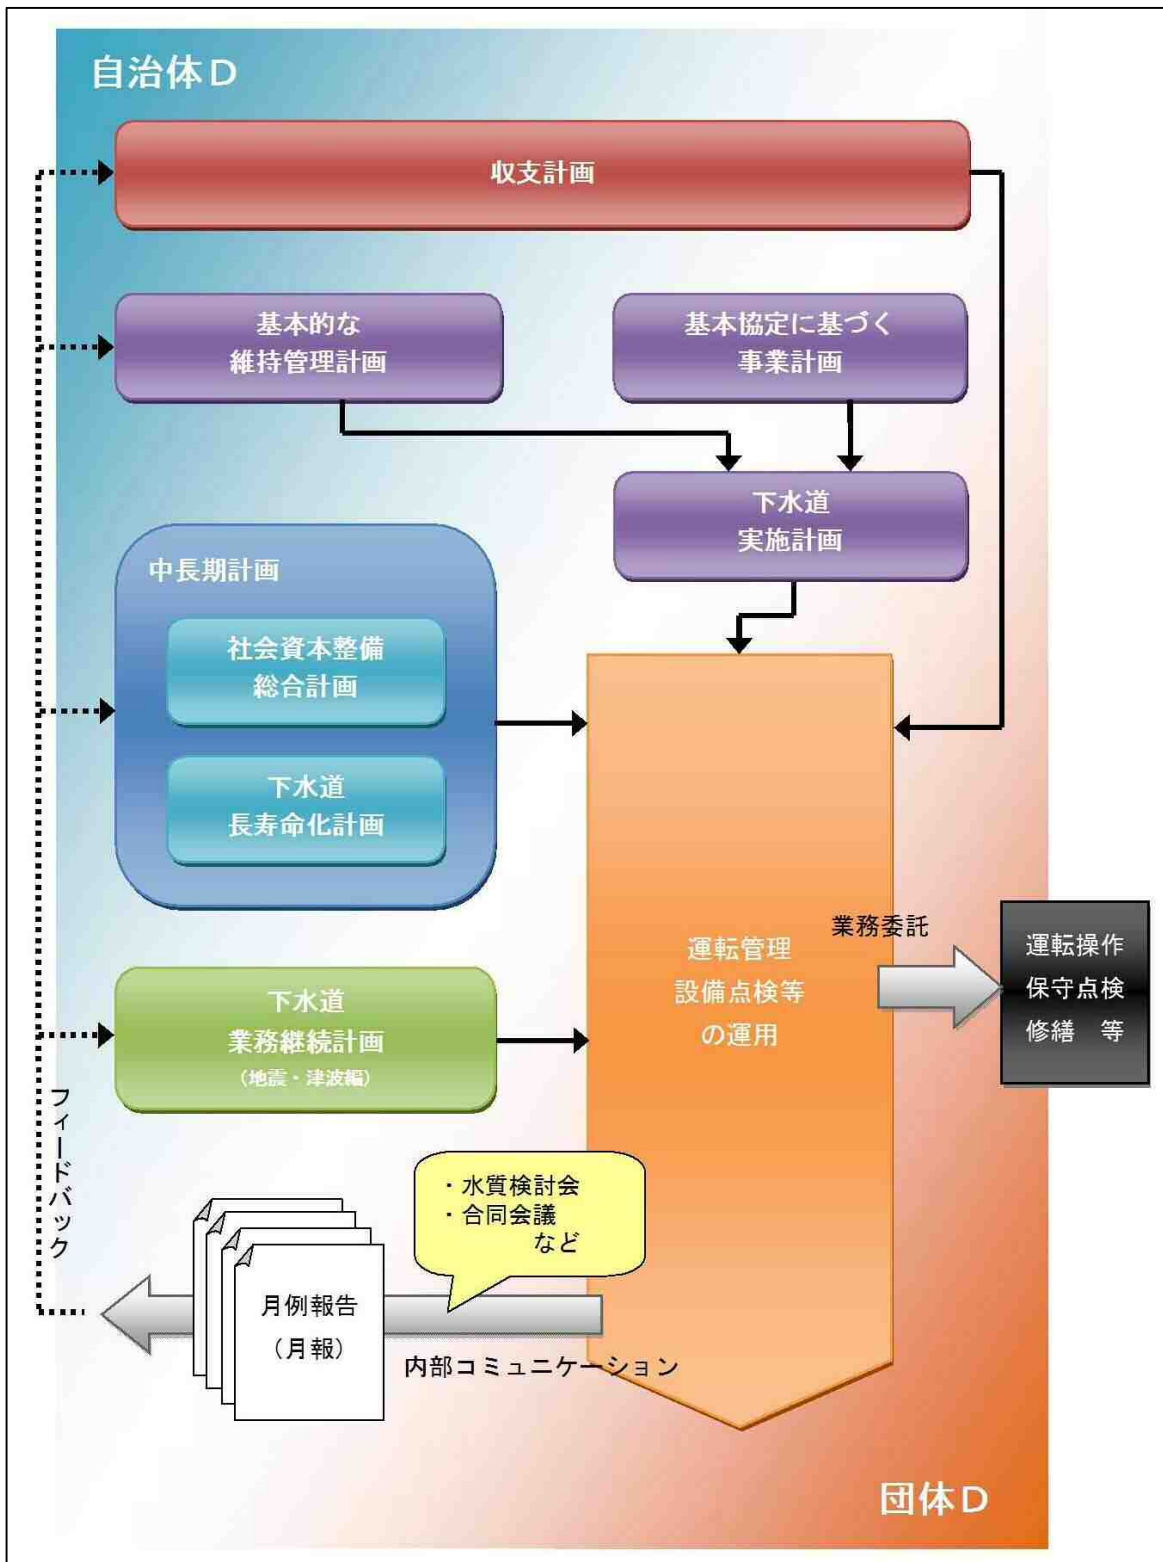 自治体D
収支計画
基本的な
維持管理計画
基本協定に基づく
事業計画
下水道
実施計画
中長期計画
社会資本整備
総合計画
下水道
長寿命化計画
業務委託
運転管理
設備点検等
の運用
運転操作
保守点検
修繕　等
下水道
業務継続計画
（地震・津波編）
フィードバック
・水質検討会
・合同会議
など
月例報告
（月報）
内部コミュニケーション
団体D